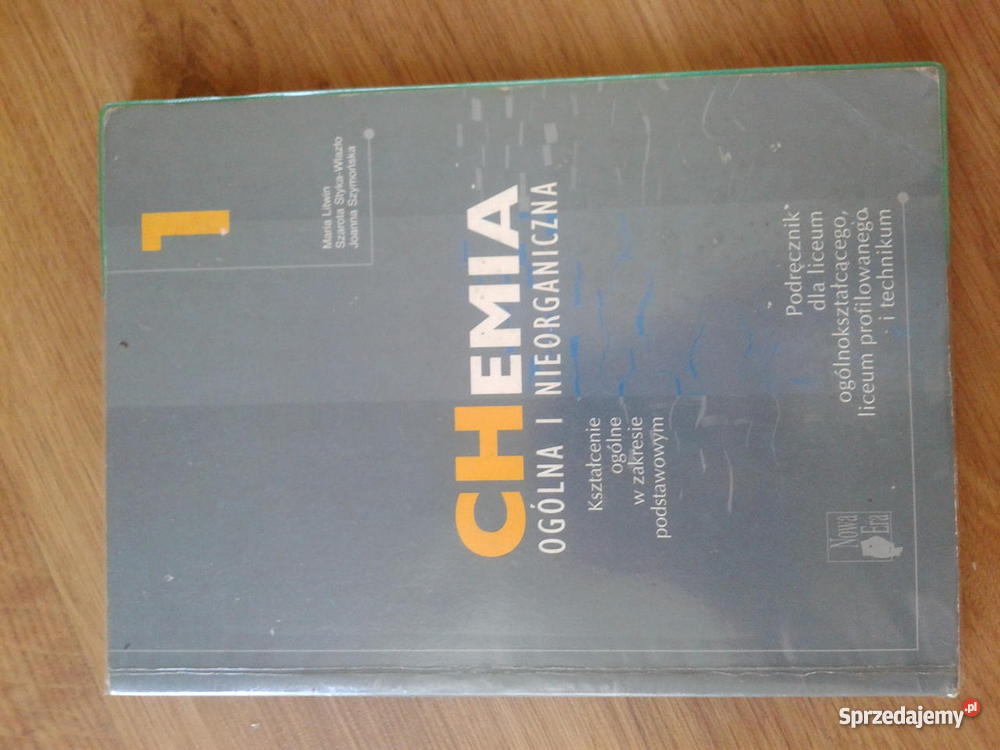 1
Maria Litwin
Szarota Styka-Wlazło
Joanna Szymońska
CHEMIA
OGÓLNA I NIEORGANICZNA
Kształcenie
ogólne
w zakresie
podstawowym
Podręcznik
dla liceum
ogólnokształcącego,
liceum profilowanego
i technikum
Nowa
Era
Sprzedajemy.pl